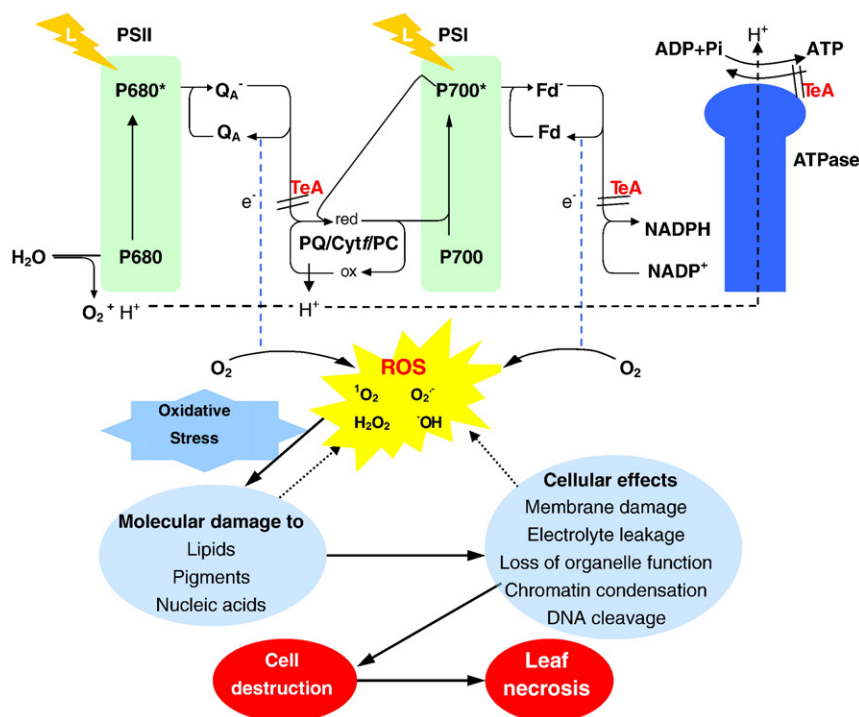 L PSII
L PSI
H⁺
ADP+Pi ATP
TeA
ATPase
P680* Q_A⁻
Q_A
P700* Fd⁻
Fd
e⁻ TeA
e⁻ TeA
red
PQ/Cytf/PC
ox
H₂O P680
P700
NADPH
NADP⁺
O₂ + H⁺
H⁺
O₂
O₂
ROS
¹O₂ O₂·⁻
H₂O₂ ·OH
Oxidative
Stress
Molecular damage to
Lipids
Pigments
Nucleic acids
Cellular effects
Membrane damage
Electrolyte leakage
Loss of organelle function
Chromatin condensation
DNA cleavage
Cell
destruction
Leaf
necrosis